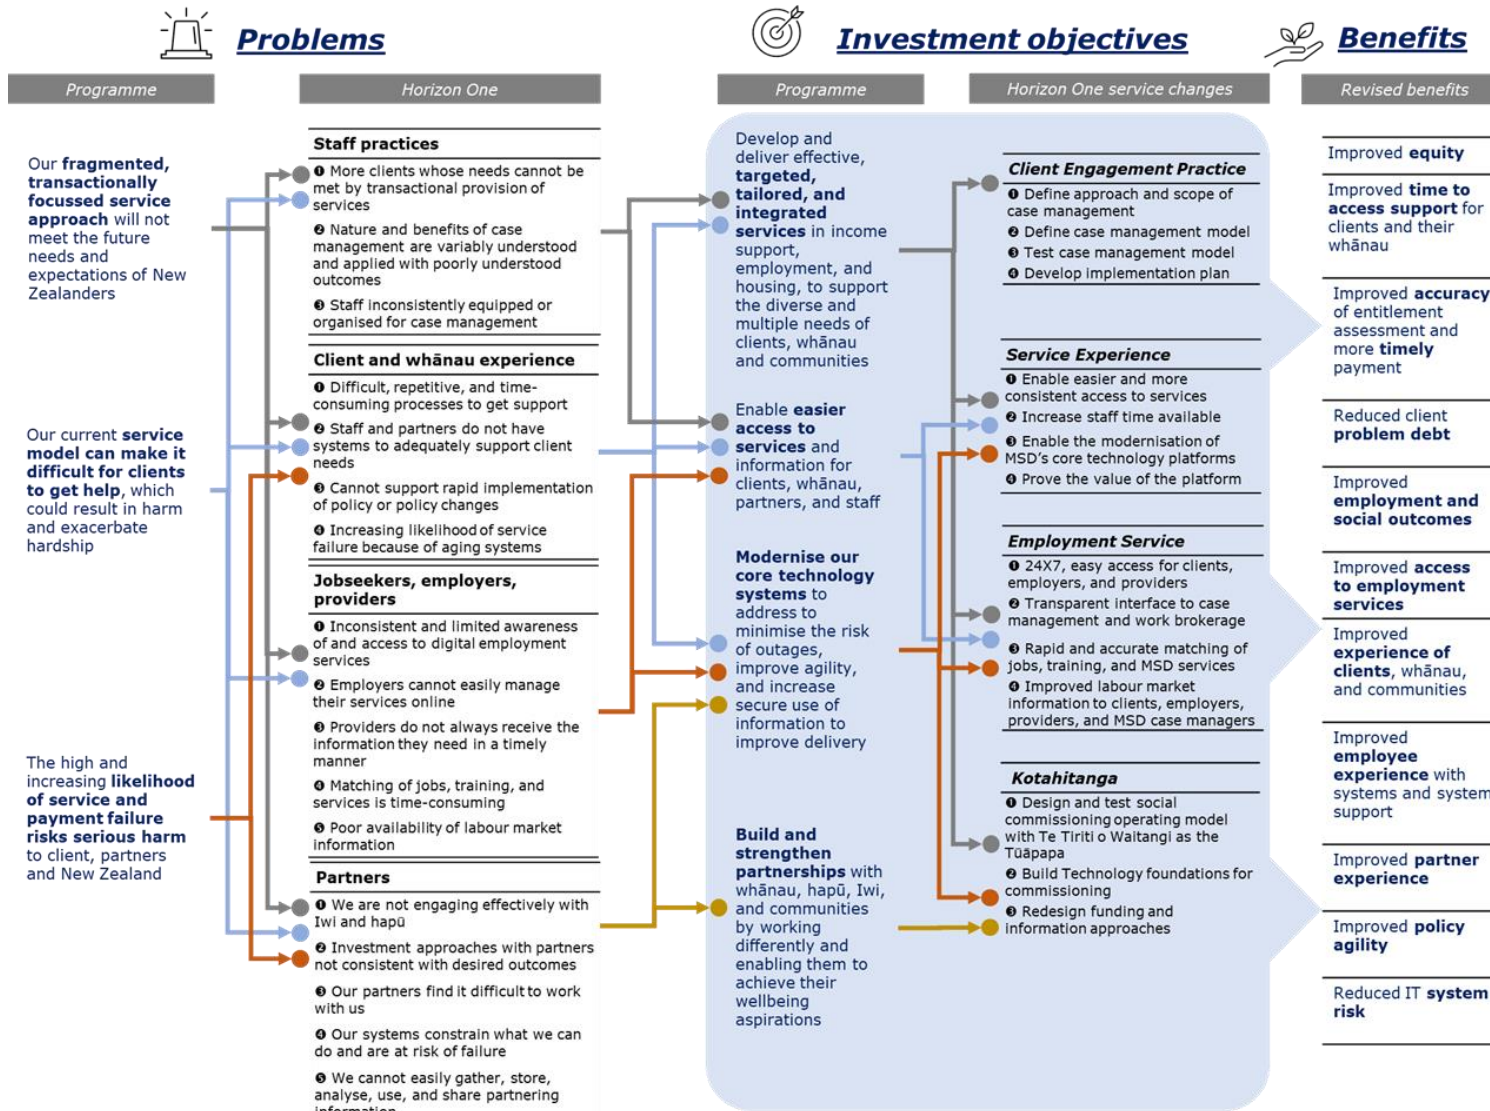 Problems
Investment objectives
Benefits
Programme
Horizon One
Programme
Horizon One service changes
Revised benefits
Our fragmented,
transactionally
focussed service
approach will not
meet the future
needs and
expectations of New
Zealanders
Our current service
model can make it
difficult for clients
to get help, which
could result in harm
and exacerbate
hardship
The high and
increasing likelihood
of service and
payment failure
risks serious harm
to client, partners
and New Zealand
Staff practices
❶ More clients whose needs cannot be
met by transactional provision of
services
❷ Nature and benefits of case
management are variably understood
and applied with poorly understood
outcomes
❸ Staff inconsistently equipped or
organised for case management
Client and whānau experience
❶ Difficult, repetitive, and time-
consuming processes to get support
❷ Staff and partners do not have
systems to adequately support client
needs
❸ Cannot support rapid implementation
of policy or policy changes
❹ Increasing likelihood of service
failure because of aging systems
Jobseekers, employers,
providers
❶ Inconsistent and limited awareness
of and access to digital employment
services
❷ Employers cannot easily manage
their services online
❸ Providers do not always receive the
information they need in a timely
manner
❹ Matching of jobs, training, and
services is time-consuming
❺ Poor availability of labour market
information
Partners
❶ We are not engaging effectively with
Iwi and hapū
❷ Investment approaches with partners
not consistent with desired outcomes
❸ Our partners find it difficult to work
with us
❹ Our systems constrain what we can
do and are at risk of failure
❺ We cannot easily gather, store,
analyse, use, and share partnering
information
Develop and
deliver effective,
targeted,
tailored, and
integrated
services in income
support,
employment, and
housing, to support
the diverse and
multiple needs of
clients, whānau
and communities
Enable easier
access to
services and
information for
clients, whānau,
partners, and staff
Modernise our
core technology
systems to
address to
minimise the risk
of outages,
improve agility,
and increase
secure use of
information to
improve delivery
Build and
strengthen
partnerships with
whānau, hapū, Iwi,
and communities
by working
differently and
enabling them to
achieve their
wellbeing
aspirations
Client Engagement Practice
❶ Define approach and scope of
case management
❷ Define case management model
❸ Test case management model
❹ Develop implementation plan
Service Experience
❶ Enable easier and more
consistent access to services
❷ Increase staff time available
❸ Enable the modernisation of
MSD's core technology platforms
❹ Prove the value of the platform
Employment Service
❶ 24X7, easy access for clients,
employers, and providers
❷ Transparent interface to case
management and work brokerage
❸ Rapid and accurate matching of
jobs, training, and MSD services
❹ Improved labour market
information to clients, employers,
providers, and MSD case managers
Kotahitanga
❶ Design and test social
commissioning operating model
with Te Tiriti o Waitangi as the
Tūāpapa
❷ Build Technology foundations for
commissioning
❸ Redesign funding and
information approaches
Improved equity
Improved time to
access support for
clients and their
whānau
Improved accuracy
of entitlement
assessment and
more timely
payment
Reduced client
problem debt
Improved
employment and
social outcomes
Improved access
to employment
services
Improved
experience of
clients, whānau,
and communities
Improved
employee
experience with
systems and system
support
Improved partner
experience
Improved policy
agility
Reduced IT system
risk